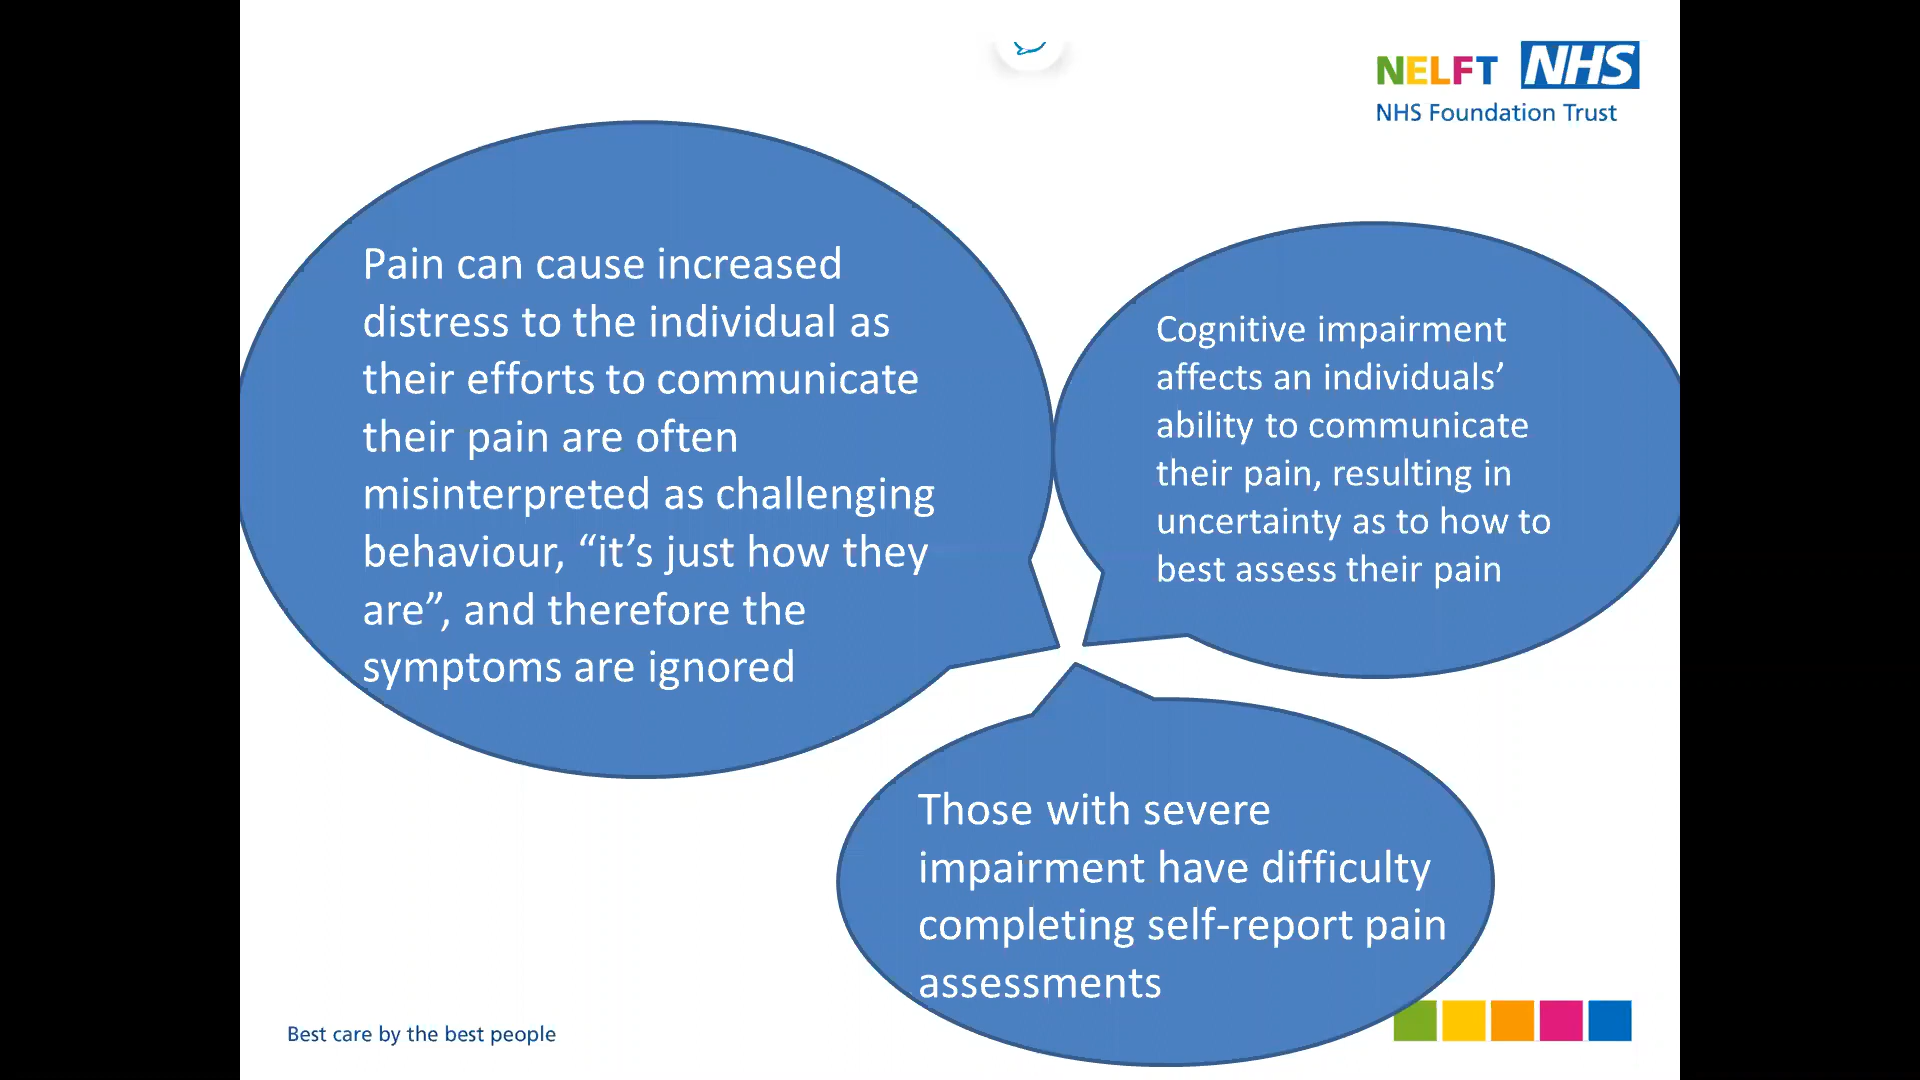 NELFT NHS
NHS Foundation Trust
Pain can cause increased
distress to the individual as
their efforts to communicate
their pain are often
misinterpreted as challenging
behaviour, “it’s just how they
are”, and therefore the
symptoms are ignored
Cognitive impairment
affects an individuals’
ability to communicate
their pain, resulting in
uncertainty as to how to
best assess their pain
Those with severe
impairment have difficulty
completing self-report pain
assessments
Best care by the best people